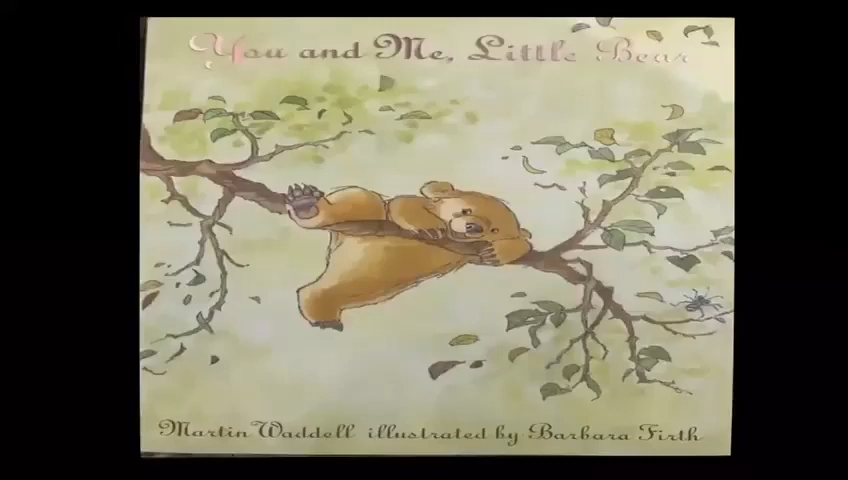 You and Me, Little Bear
Martin Waddell illustrated by Barbara Firth